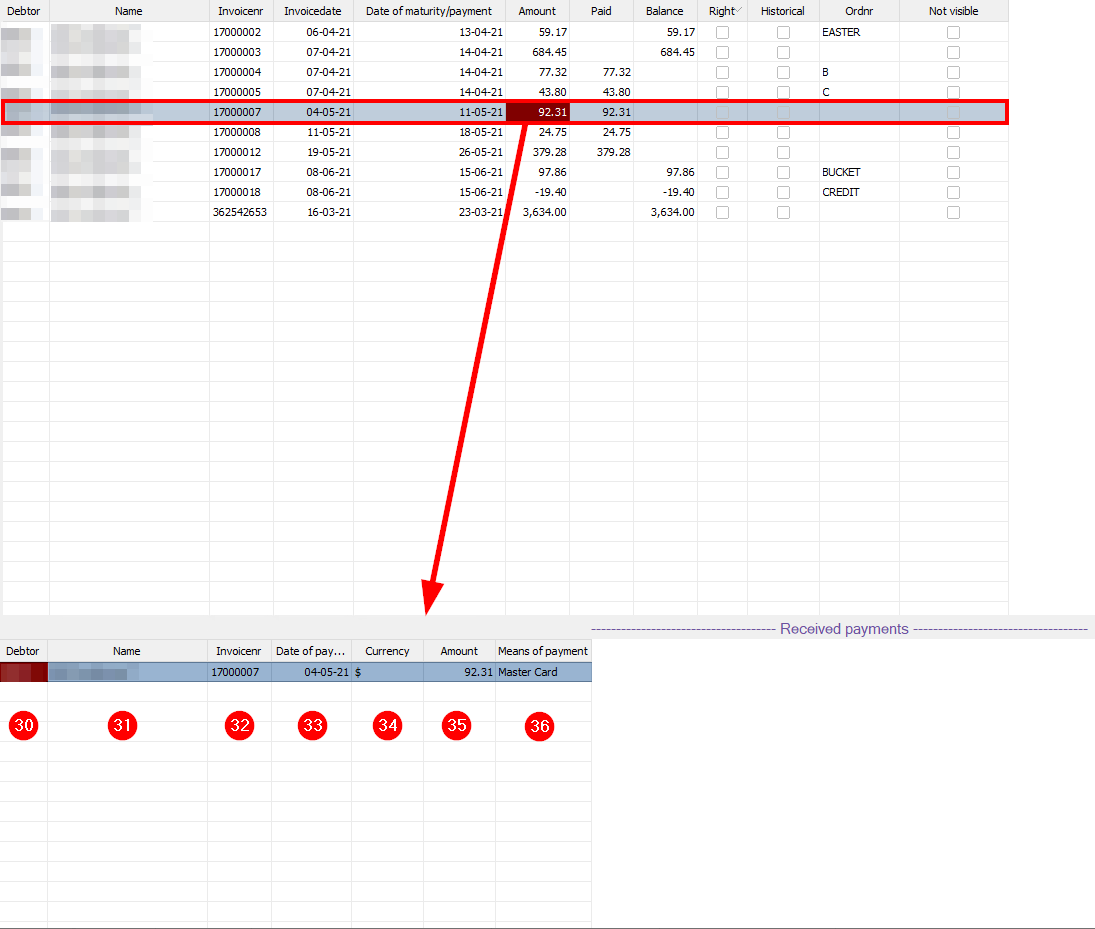 Debtor Name Invoicenr Invoicedate Date of maturity/payment Amount Paid Balance Right Historical Ordnr Not visible
17000002 06-04-21 13-04-21 59.17 59.17 EASTER
17000003 07-04-21 14-04-21 684.45 684.45
17000004 07-04-21 14-04-21 77.32 77.32 B
17000005 07-04-21 14-04-21 43.80 43.80 C
17000007 04-05-21 11-05-21 92.31 92.31
17000008 11-05-21 18-05-21 24.75 24.75
17000012 19-05-21 26-05-21 379.28 379.28
17000017 08-06-21 15-06-21 97.86 97.86 BUCKET
17000018 08-06-21 15-06-21 -19.40 -19.40 CREDIT
362542653 16-03-21 23-03-21 3,634.00 3,634.00
Received payments
Debtor Name Invoicenr Date of pay... Currency Amount Means of payment
17000007 04-05-21 $ 92.31 Master Card
30 31 32 33 34 35 36